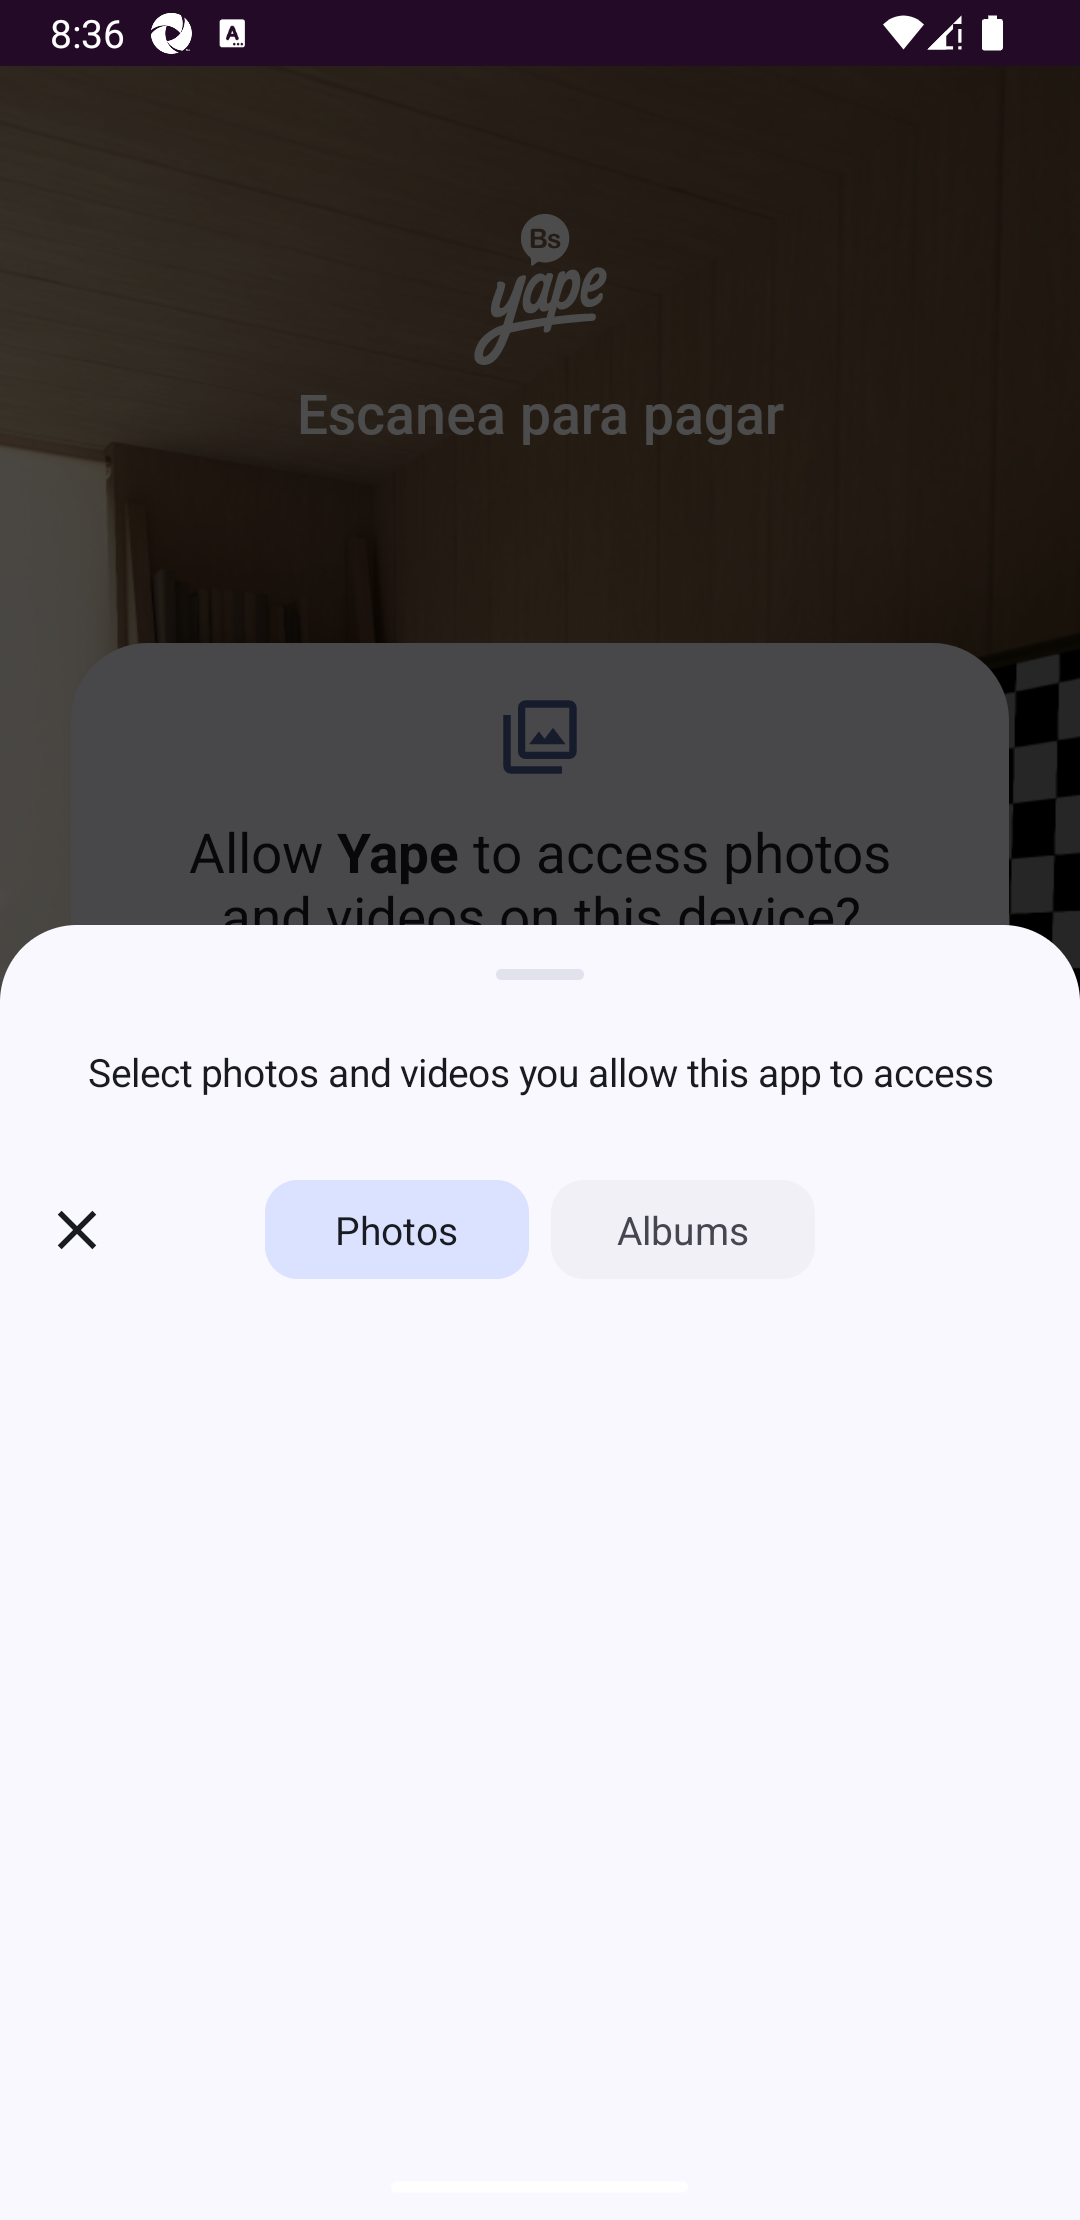 8:36
Bs
yape
Escanea para pagar
Allow Yape to access photos
and videos on this device?
Select photos and videos you allow this app to access
Photos
Albums